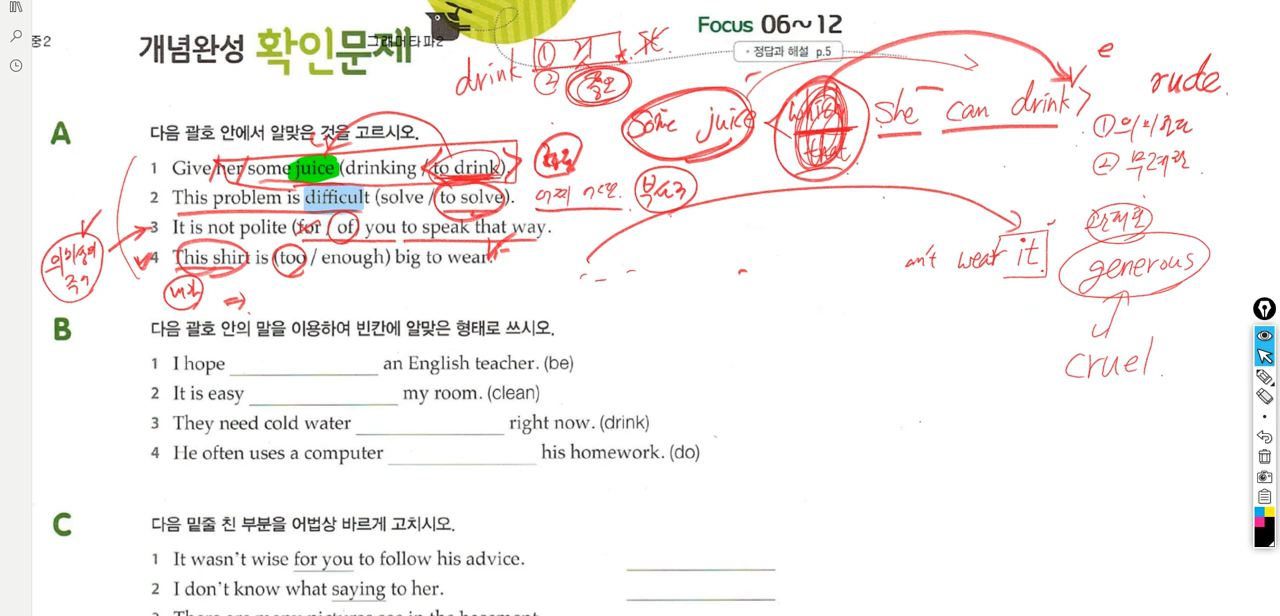 중2
개념완성 확인문제
그래머 타파2
Focus 06~12
• 정답과 해설 p.5
drink ① 것
②
some juice < which she can drink >
that
e
rude.
①
②
A 다음 괄호 안에서 알맞은 것을 고르시오.
1 Give her some juice (drinking / to drink).
2 This problem is difficult (solve / to solve).
부사구
3 It is not polite (for / of) you to speak that way.
4 This shirt is (too / enough) big to wear.
의미상의
주어
can't wear it.
generous
cruel.
B 다음 괄호 안의 말을 이용하여 빈칸에 알맞은 형태로 쓰시오.
1 I hope ____________ an English teacher. (be)
2 It is easy ____________ my room. (clean)
3 They need cold water ____________ right now. (drink)
4 He often uses a computer ____________ his homework. (do)
C 다음 밑줄 친 부분을 어법상 바르게 고치시오.
1 It wasn't wise for you to follow his advice. ____________
2 I don't know what saying to her. ____________